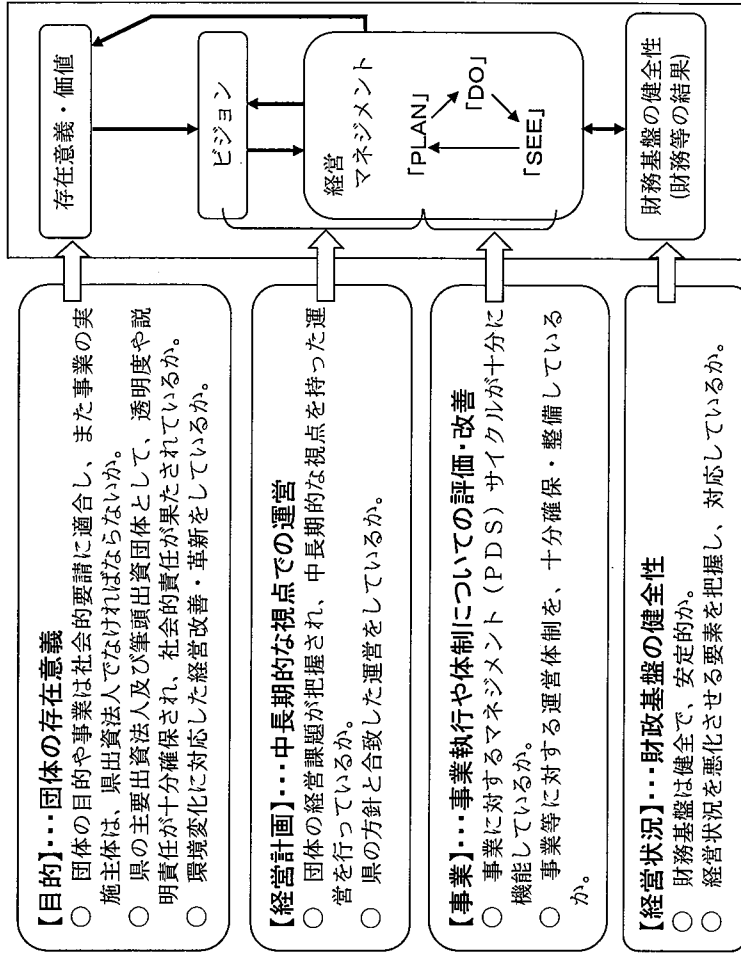 【目的】･･･団体の存在意義
○ 団体の目的や事業は社会的要請に適合し、また事業の実
施主体は、県出資法人でなければならないか。
○ 県の主要出資法人及び筆頭出資団体として、透明度や説
明責任が十分確保され、社会的責任が果たされているか。
○ 環境変化に対応した経営改善・革新をしているか。
【経営計画】･･･中長期的な視点での運営
○ 団体の経営課題が把握され、中長期的な視点を持った運
営を行っているか。
○ 県の方針と合致した運営をしているか。
【事業】･･･事業執行や体制についての評価･改善
○ 事業に対するマネジメント（ＰＤＳ）サイクルが十分に
機能しているか。
○ 事業等に対する運営体制を、十分確保・整備している
か。
【経営状況】･･･財政基盤の健全性
○ 財務基盤は健全で、安定的か。
○ 経営状況を悪化させる要素を把握し、対応しているか。
存在意義・価値
ビジョン
経営
マネジメント
「PLAN」
「DO」
「SEE」
財務基盤の健全性
(財務等の結果)